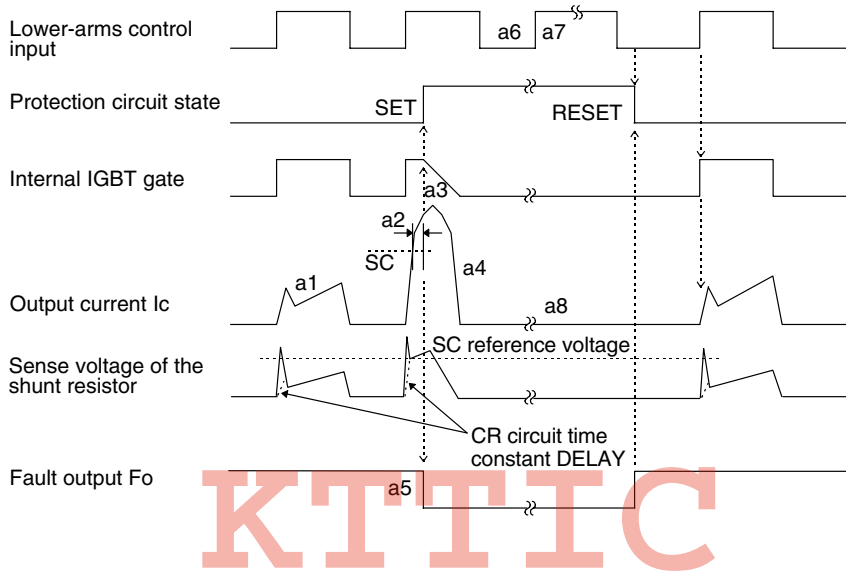 Lower-arms control
input
a6
a7
Protection circuit state
SET
RESET
Internal IGBT gate
a3
a2
SC
a4
Output current Ic
a1
a8
SC reference voltage
Sense voltage of the
shunt resistor
CR circuit time
constant DELAY
Fault output Fo
a5
KTTIC